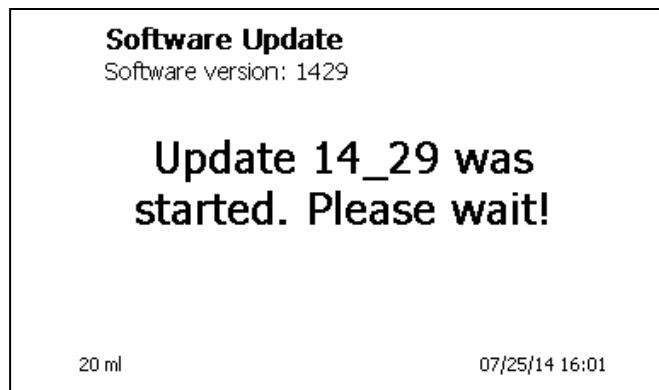 Software Update
Software version: 1429
Update 14_29 was
started. Please wait!
20 ml
07/25/14 16:01